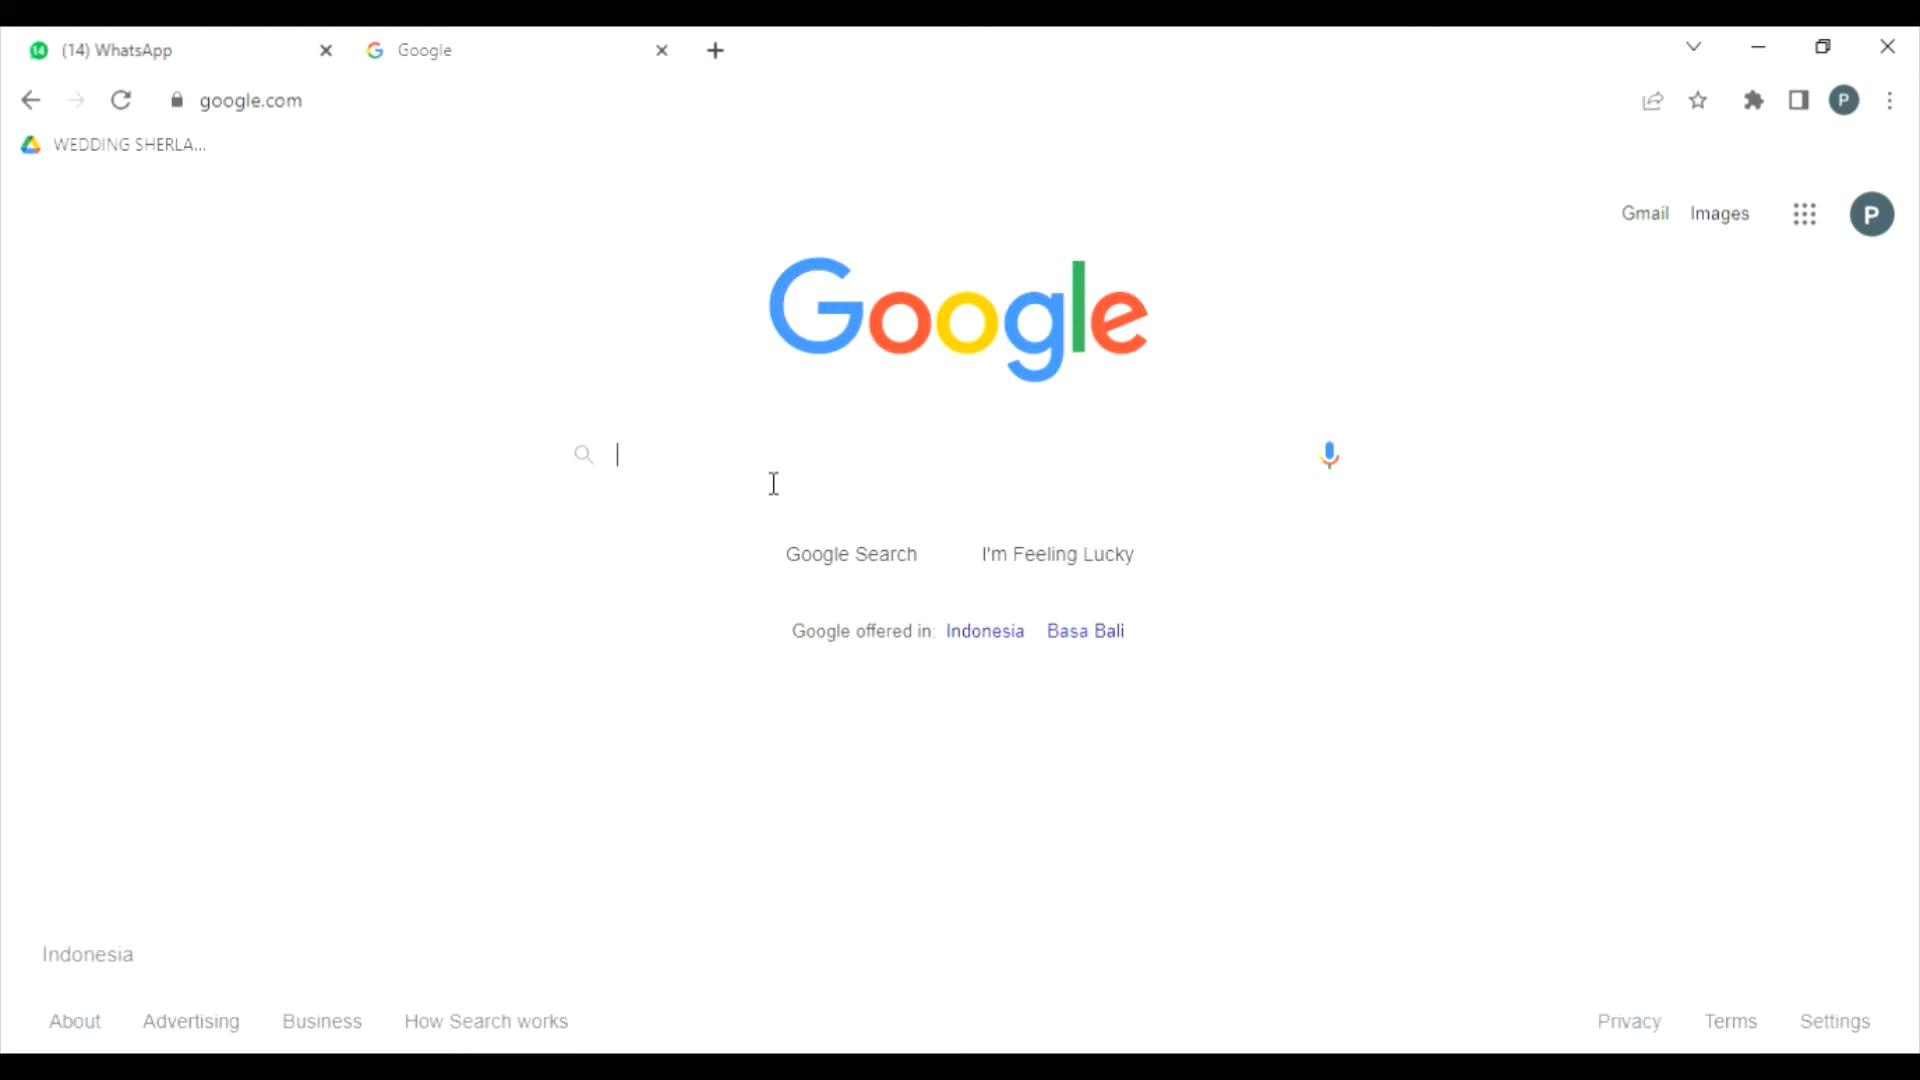 14 (14) WhatsApp
Google
google.com
P
WEDDING SHERLA...
Gmail Images
P
Google
Google Search I'm Feeling Lucky
Google offered in: Indonesia Basa Bali
Indonesia
About Advertising Business How Search works
Privacy Terms Settings